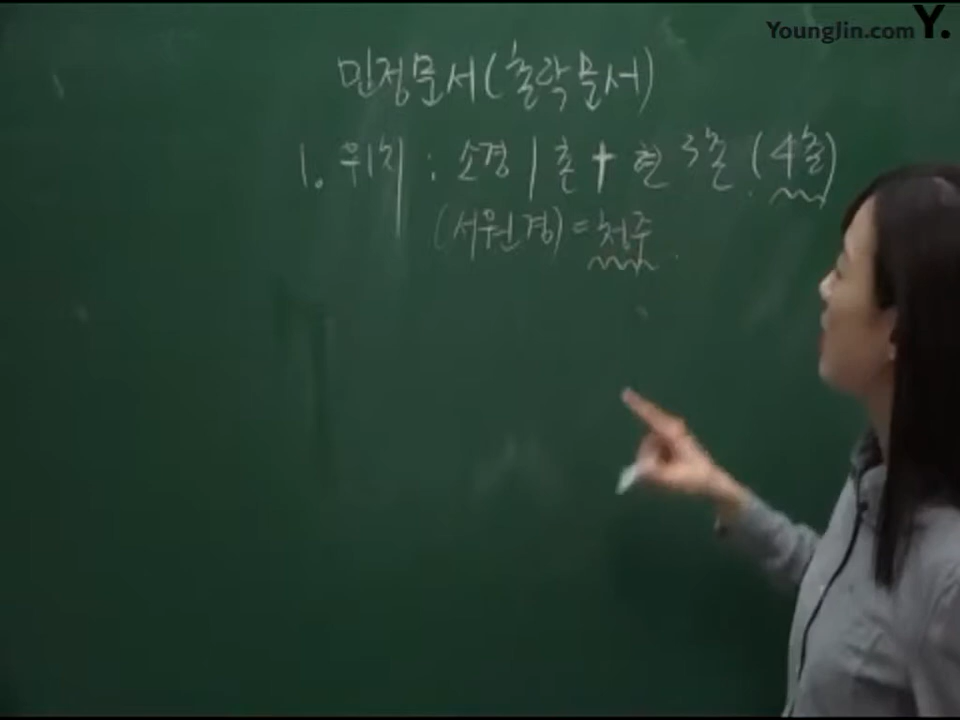 YoungJin.com Y.
민정문서(촌락문서)
1. 위치 : 소경 1촌 + 현 3촌 (4촌)
(서원경) = 청주